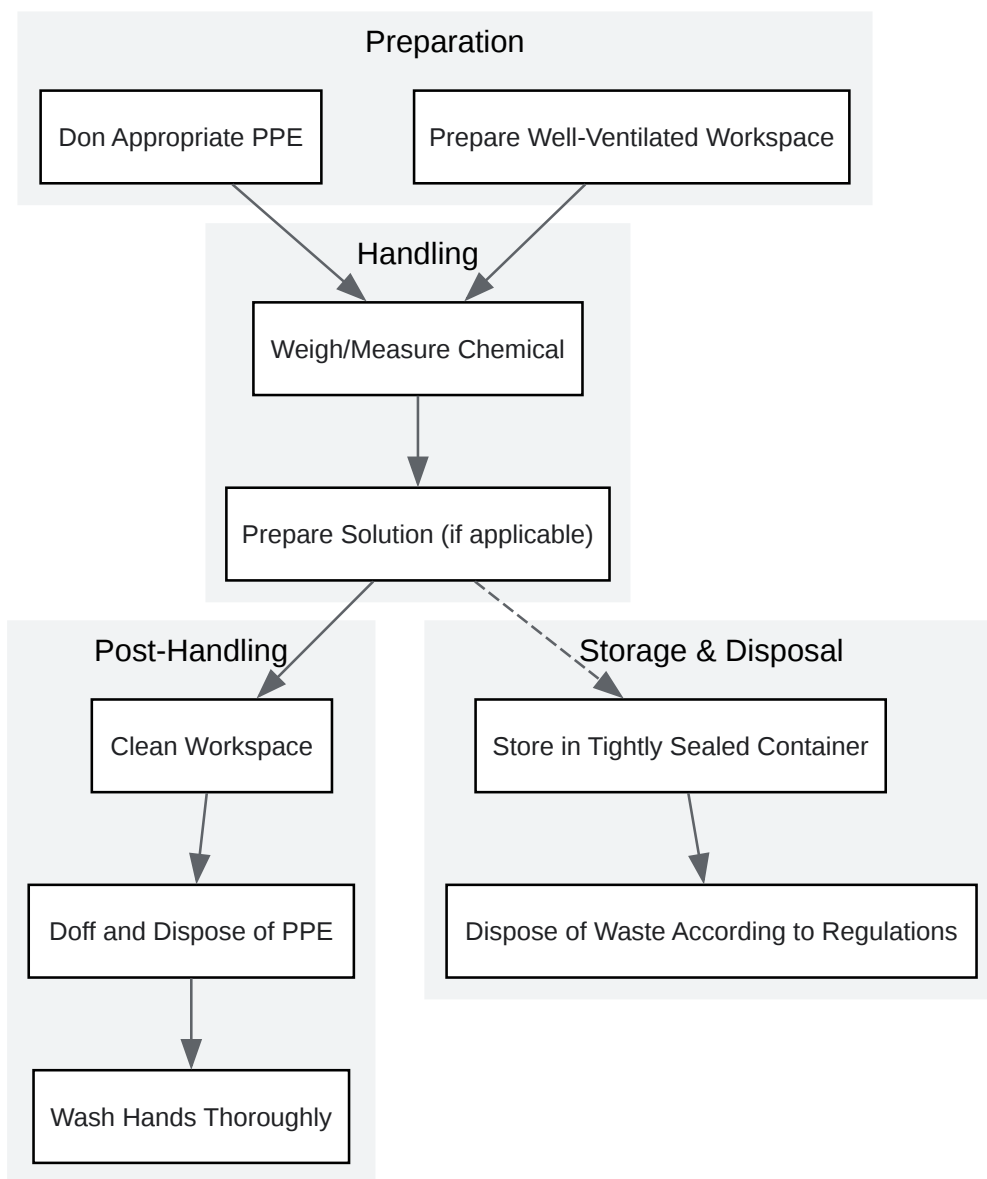 Preparation
Don Appropriate PPE
Prepare Well-Ventilated Workspace
Handling
Weigh/Measure Chemical
Prepare Solution (if applicable)
Post-Handling
Clean Workspace
Doff and Dispose of PPE
Wash Hands Thoroughly
Storage & Disposal
Store in Tightly Sealed Container
Dispose of Waste According to Regulations